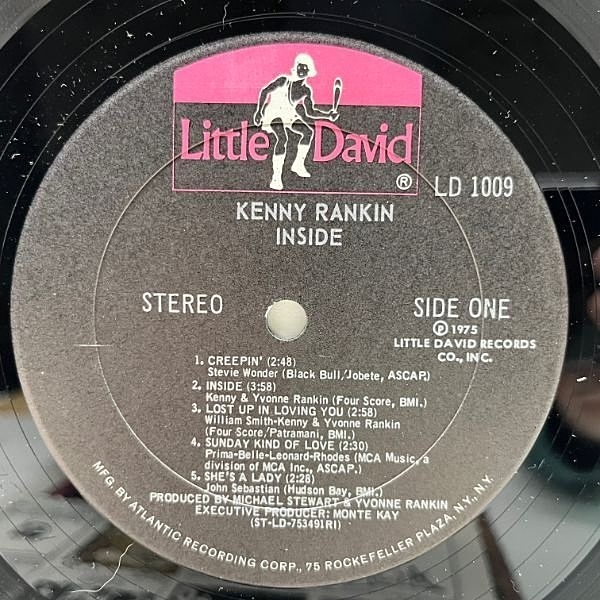 Little David ®
LD 1009
KENNY RANKIN
INSIDE
STEREO
SIDE ONE
℗ 1975
LITTLE DAVID RECORDS
CO., INC.
1. CREEPIN' (2:48)
Stevie Wonder (Black Bull,/Jobete, ASCAP.)
2. INSIDE (3:58)
Kenny & Yvonne Rankin (Four Score, BMI.)
3. LOST UP IN LOVING YOU (2:58)
William Smith-Kenny & Yvonne Rankin
(Four Score/Patramani, BMI.)
4. SUNDAY KIND OF LOVE (2:30)
Prima-Belle-Leonard-Rhodes (MCA Music, a
division of MCA Inc., ASCAP.)
5. SHE'S A LADY (2:28)
John Sebastian (Hudson Bay, BMI.)
PRODUCED BY MICHAEL STEWART & YVONNE RANKIN
EXECUTIVE PRODUCER: MONTE KAY
(ST-LD-753491RI)
MFG. BY ATLANTIC RECORDING CORP., 75 ROCKEFELLER PLAZA, N.Y., N.Y.